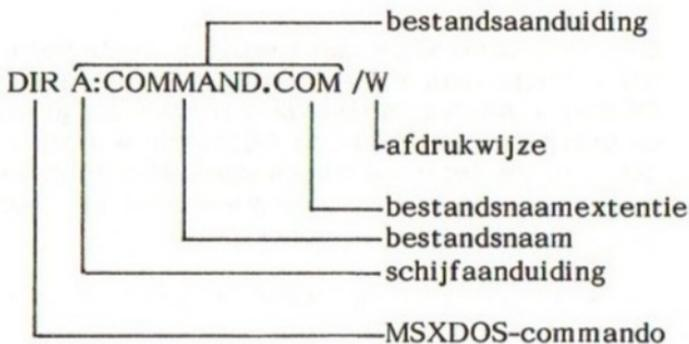 bestandsaanduiding
DIR A:COMMAND.COM /W
afdrukwijze
bestandsnaamextentie
bestandsnaam
schijfaanduiding
MSXDOS-commando